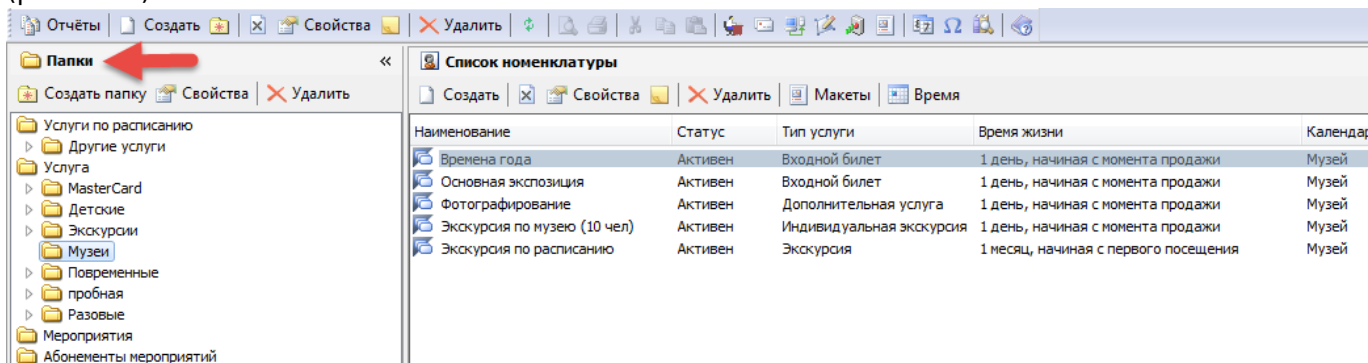 Отчёты Создать Свойства Удалить
Папки «
Создать папку Свойства Удалить
Услуги по расписанию
Другие услуги
Услуга
MasterCard
Детские
Экскурсии
Музеи
Повременные
пробная
Разовые
Мероприятия
Абонементы мероприятий
Список номенклатуры
Создать Свойства Удалить Макеты Время
Наименование Статус Тип услуги Время жизни Календар
Времена года Активен Входной билет 1 день, начиная с момента продажи Музей
Основная экспозиция Активен Входной билет 1 день, начиная с момента продажи Музей
Фотографирование Активен Дополнительная услуга 1 день, начиная с момента продажи Музей
Экскурсия по музею (10 чел) Активен Индивидуальная экскурсия 1 день, начиная с момента продажи Музей
Экскурсия по расписанию Активен Экскурсия 1 месяц, начиная с первого посещения Музей